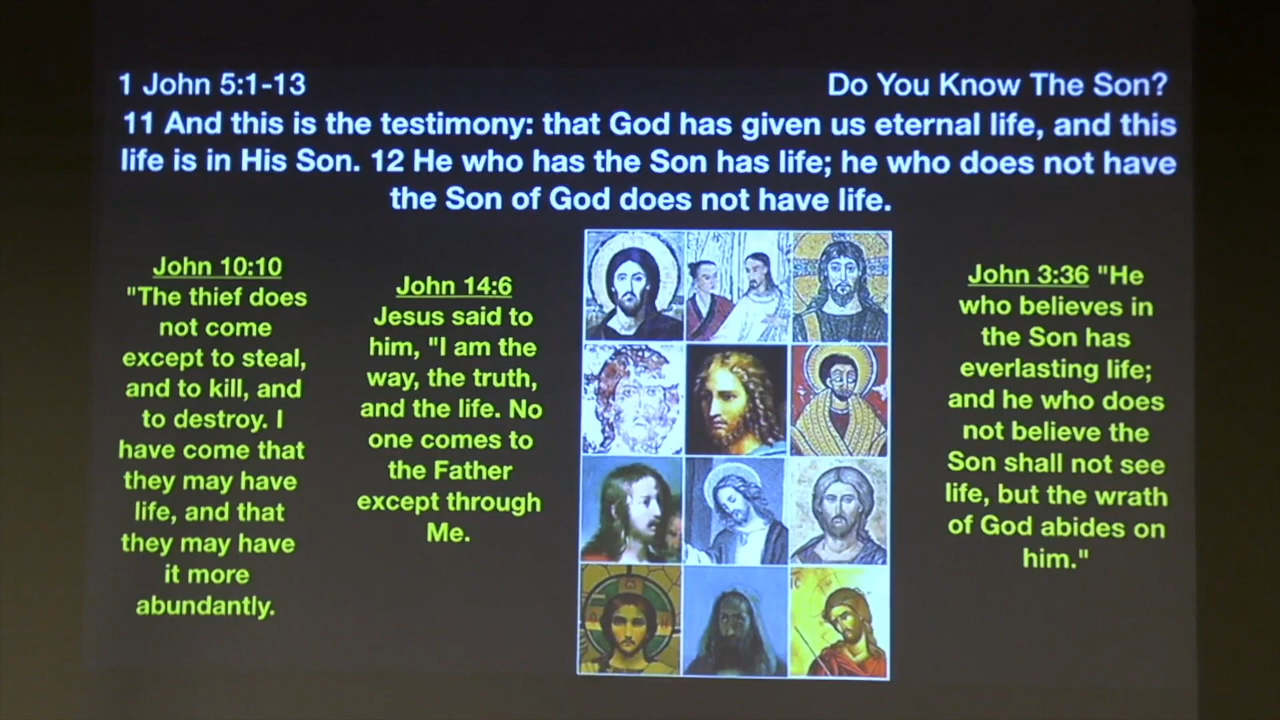 1 John 5:1-13
Do You Know The Son?
11 And this is the testimony: that God has given us eternal life, and this
life is in His Son. 12 He who has the Son has life; he who does not have
the Son of God does not have life.
John 10:10
"The thief does
not come
except to steal,
and to kill, and
to destroy. I
have come that
they may have
life, and that
they may have
it more
abundantly.
John 14:6
Jesus said to
him, "I am the
way, the truth,
and the life. No
one comes to
the Father
except through
Me.
John 3:36 "He
who believes in
the Son has
everlasting life;
and he who does
not believe the
Son shall not see
life, but the wrath
of God abides on
him."